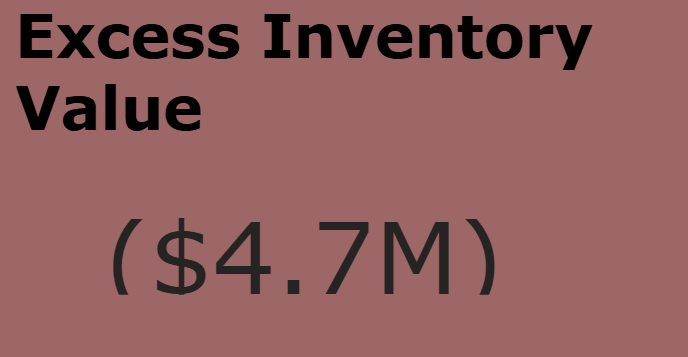 Excess Inventory
Value
($4.7M)